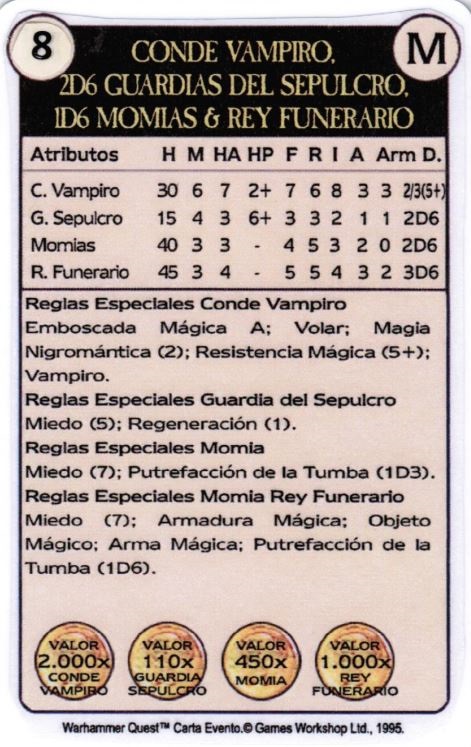 8
M
CONDE VAMPIRO,
2D6 GUARDIAS DEL SEPULCRO,
1D6 MOMIAS & REY FUNERARIO
Atributos H M HA HP F R I A Arm D.
C. Vampiro 30 6 7 2+ 7 6 8 3 3 2/3(5+)
G. Sepulcro 15 4 3 6+ 3 3 2 1 1 2D6
Momias 40 3 3 - 4 5 3 2 0 2D6
R. Funerario 45 3 4 - 5 5 4 3 2 3D6
Reglas Especiales Conde Vampiro
Emboscada Mágica A; Volar; Magia
Nigromántica (2); Resistencia Mágica (5+);
Vampiro.
Reglas Especiales Guardia del Sepulcro
Miedo (5); Regeneración (1).
Reglas Especiales Momia
Miedo (7); Putrefacción de la Tumba (1D3).
Reglas Especiales Momia Rey Funerario
Miedo (7); Armadura Mágica; Objeto
Mágico; Arma Mágica; Putrefacción de la
Tumba (1D6).
VALOR
2.000x
CONDE
VAMPIRO
VALOR
110x
GUARDIA
SEPULCRO
VALOR
450x
MOMIA
VALOR
1.000x
REY
FUNERARIO
Warhammer Quest™ Carta Evento.© Games Workshop Ltd., 1995.